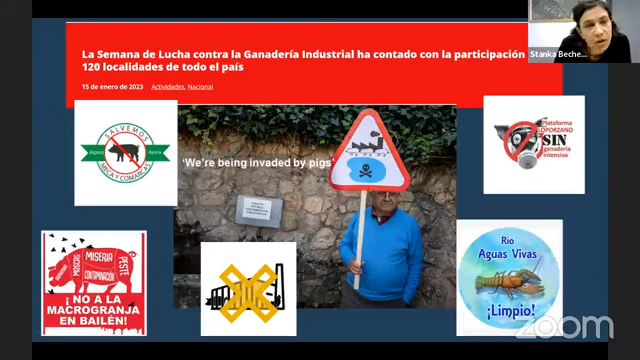 La Semana de Lucha contra la Ganadería Industrial ha contado con la participación
120 localidades de todo el país
15 de enero de 2023 Actividades, Nacional
Stanka Beche...
SALVEMOS
MECA Y COMARCAS
'We're being invaded by pigs'
Plataforma
LOPORZANO
SIN
ganadería
intensiva
MOSCAS
MISERIA
CONTAMINACIÓN
PESTE
¡NO A LA
MACROGRANJA
EN BAILÉN!
Rio
Aguas Vivas
¡Limpio!
zoom